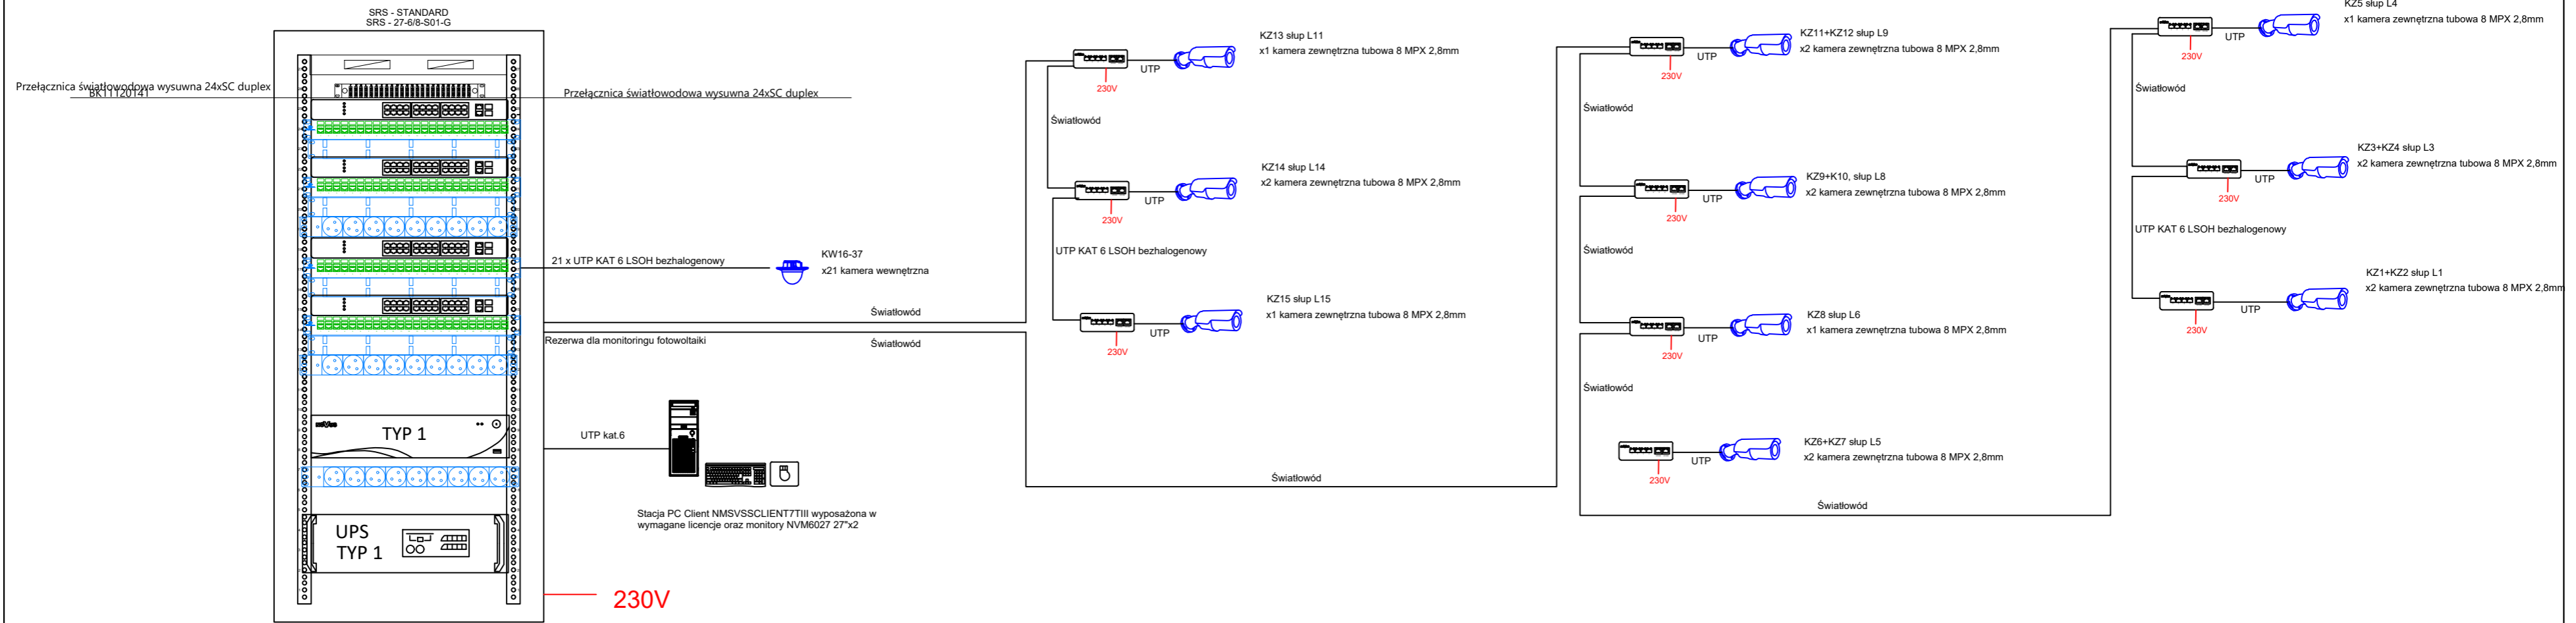 SRS - STANDARD
SRS - 27-6/8-S01-G
Przełącznica światłowodowa wysuwna 24xSC duplex
BK11120141
Przełącznica światłowodowa wysuwna 24xSC duplex
21 x UTP KAT 6 LSOH bezhalogenowy
KW16-37
x21 kamera wewnętrzna
Światłowód
Rezerwa dla monitoringu fotowoltaiki
Światłowód
TYP 1
UTP kat.6
Stacja PC Client NMSVSSCLIENT7TIII wyposażona w
wymagane licencje oraz monitory NVM6027 27"x2
UPS
TYP 1
230V
KZ13 słup L11
x1 kamera zewnętrzna tubowa 8 MPX 2,8mm
UTP
230V
Światłowód
KZ14 słup L14
x2 kamera zewnętrzna tubowa 8 MPX 2,8mm
UTP
230V
UTP KAT 6 LSOH bezhalogenowy
KZ15 słup L15
x1 kamera zewnętrzna tubowa 8 MPX 2,8mm
UTP
230V
Światłowód
KZ11+KZ12 słup L9
x2 kamera zewnętrzna tubowa 8 MPX 2,8mm
UTP
230V
Światłowód
KZ9+K10, słup L8
x2 kamera zewnętrzna tubowa 8 MPX 2,8mm
UTP
230V
Światłowód
KZ8 słup L6
x1 kamera zewnętrzna tubowa 8 MPX 2,8mm
UTP
230V
Światłowód
KZ6+KZ7 słup L5
x2 kamera zewnętrzna tubowa 8 MPX 2,8mm
UTP
230V
Światłowód
KZ5 słup L4
x1 kamera zewnętrzna tubowa 8 MPX 2,8mm
UTP
230V
Światłowód
KZ3+KZ4 słup L3
x2 kamera zewnętrzna tubowa 8 MPX 2,8mm
UTP
230V
UTP KAT 6 LSOH bezhalogenowy
KZ1+KZ2 słup L1
x2 kamera zewnętrzna tubowa 8 MPX 2,8mm
UTP
230V